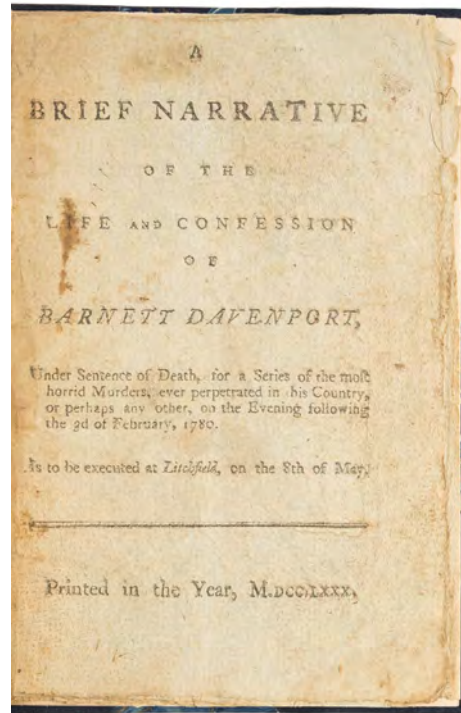 A
BRIEF NARRATIVE
OF THE
LIFE AND CONFESSION
OF
BARNETT DAVENPORT,
Under Sentence of Death, for a Series of the moſt
horrid Murders, ever perpetrated in his Country,
or perhaps any other, on the Evening following
the 3d of February, 1780.
Is to be executed at Litchfield, on the 8th of May.
Printed in the Year, M.DCC.LXXX.